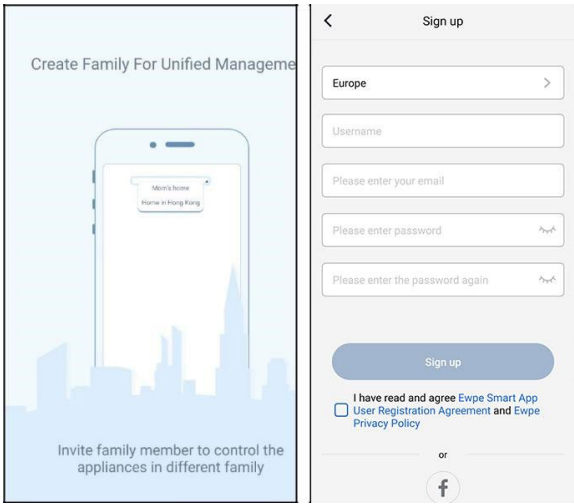 Create Family For Unified Manageme
Mom's home
Home in Hong Kong
Invite family member to control the
appliances in different family
Sign up
Europe
Username
Please enter your email
Please enter password
Please enter the password again
Sign up
I have read and agree Ewpe Smart App
User Registration Agreement and Ewpe
Privacy Policy
or